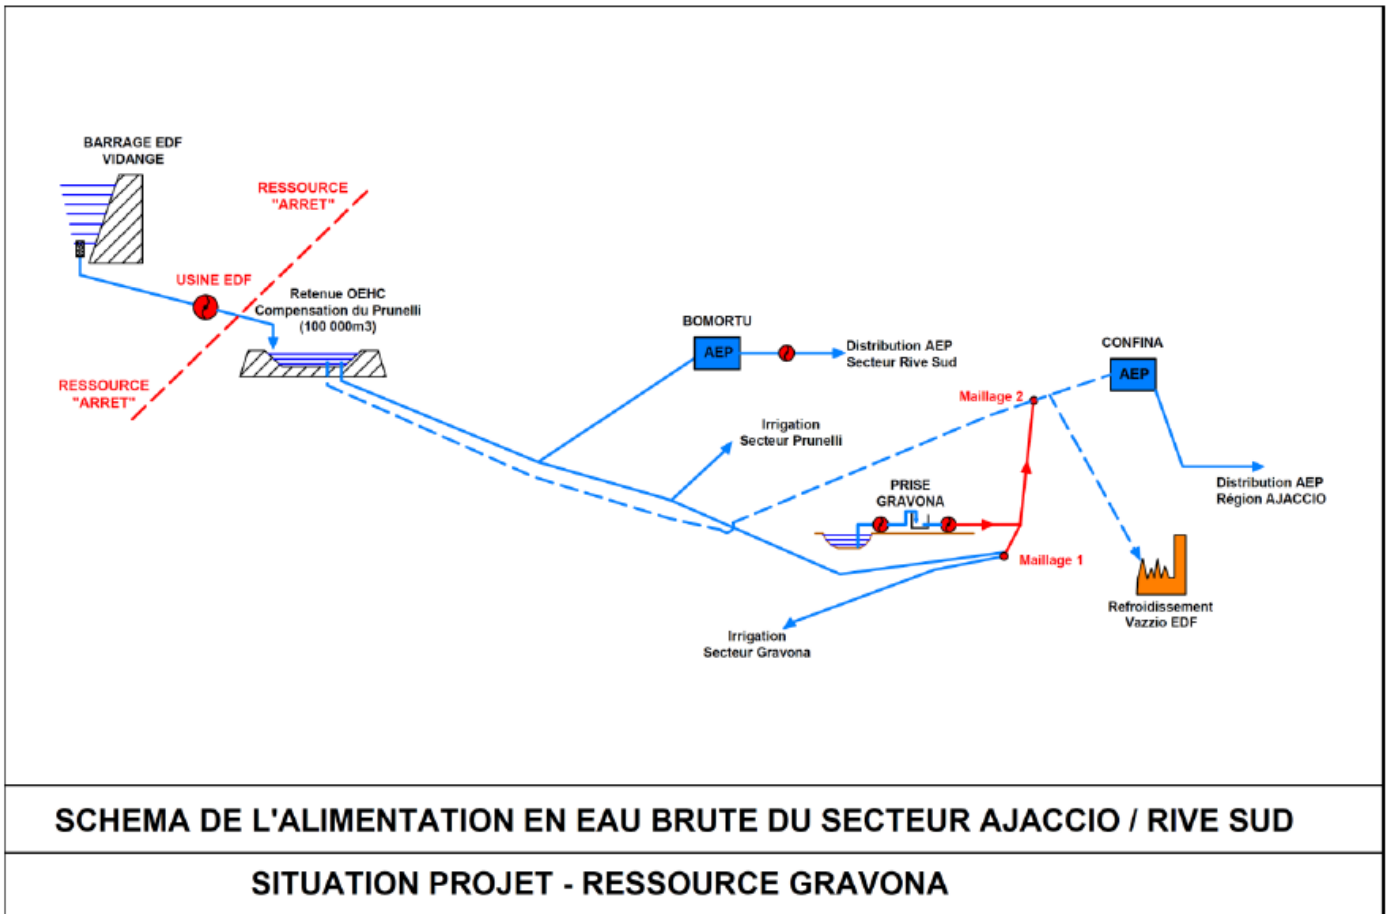 BARRAGE EDF
VIDANGE
RESSOURCE
"ARRET"
USINE EDF
Retenue OEHC
Compensation du Prunelli
(100 000m3)
RESSOURCE
"ARRET"
BOMORTU
AEP
Distribution AEP
Secteur Rive Sud
CONFINA
AEP
Maillage 2
Irrigation
Secteur Prunelli
Distribution AEP
Région AJACCIO
PRISE
GRAVONA
Maillage 1
Refroidissement
Vazzio EDF
Irrigation
Secteur Gravona
SCHEMA DE L'ALIMENTATION EN EAU BRUTE DU SECTEUR AJACCIO / RIVE SUD
SITUATION PROJET - RESSOURCE GRAVONA